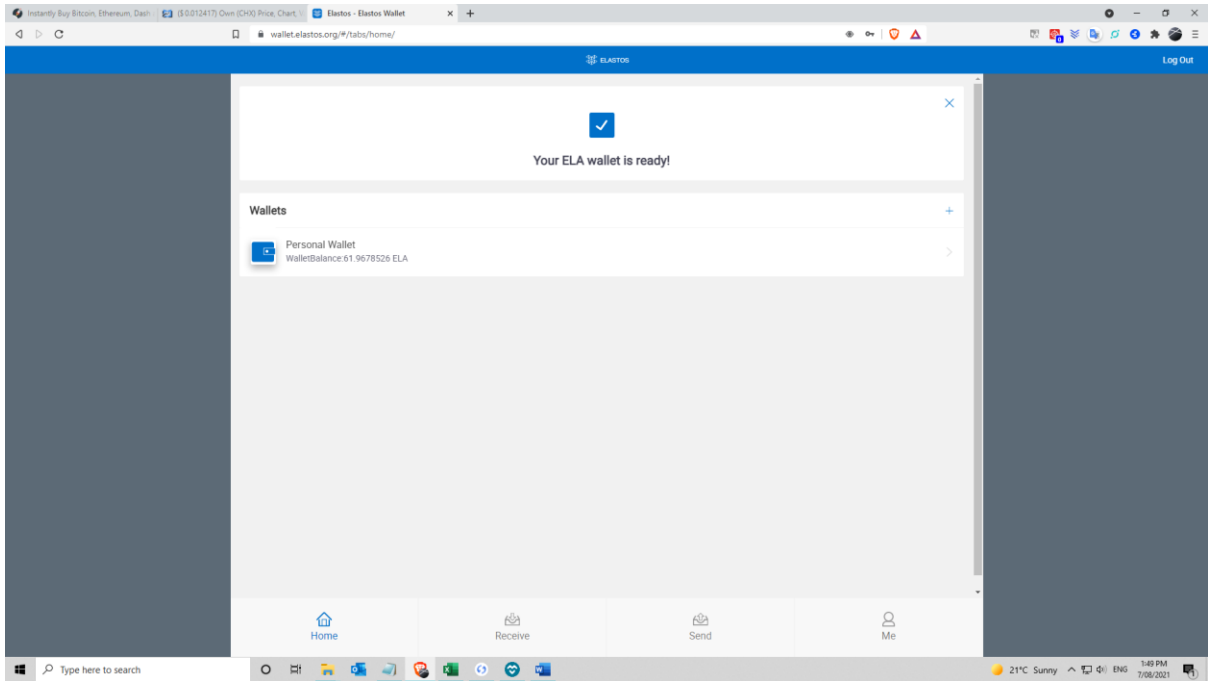 Instantly Buy Bitcoin, Ethereum, Dash
($ 0.012417) Own (CHX) Price, Chart,
Elastos - Elastos Wallet
wallet.elastos.org/#/tabs/home/
ELASTOS
Log Out
Your ELA wallet is ready!
Wallets
Personal Wallet
WalletBalance:61.9678526 ELA
Home
Receive
Send
Me
Type here to search
21°C Sunny
ENG
1:49 PM
7/08/2021